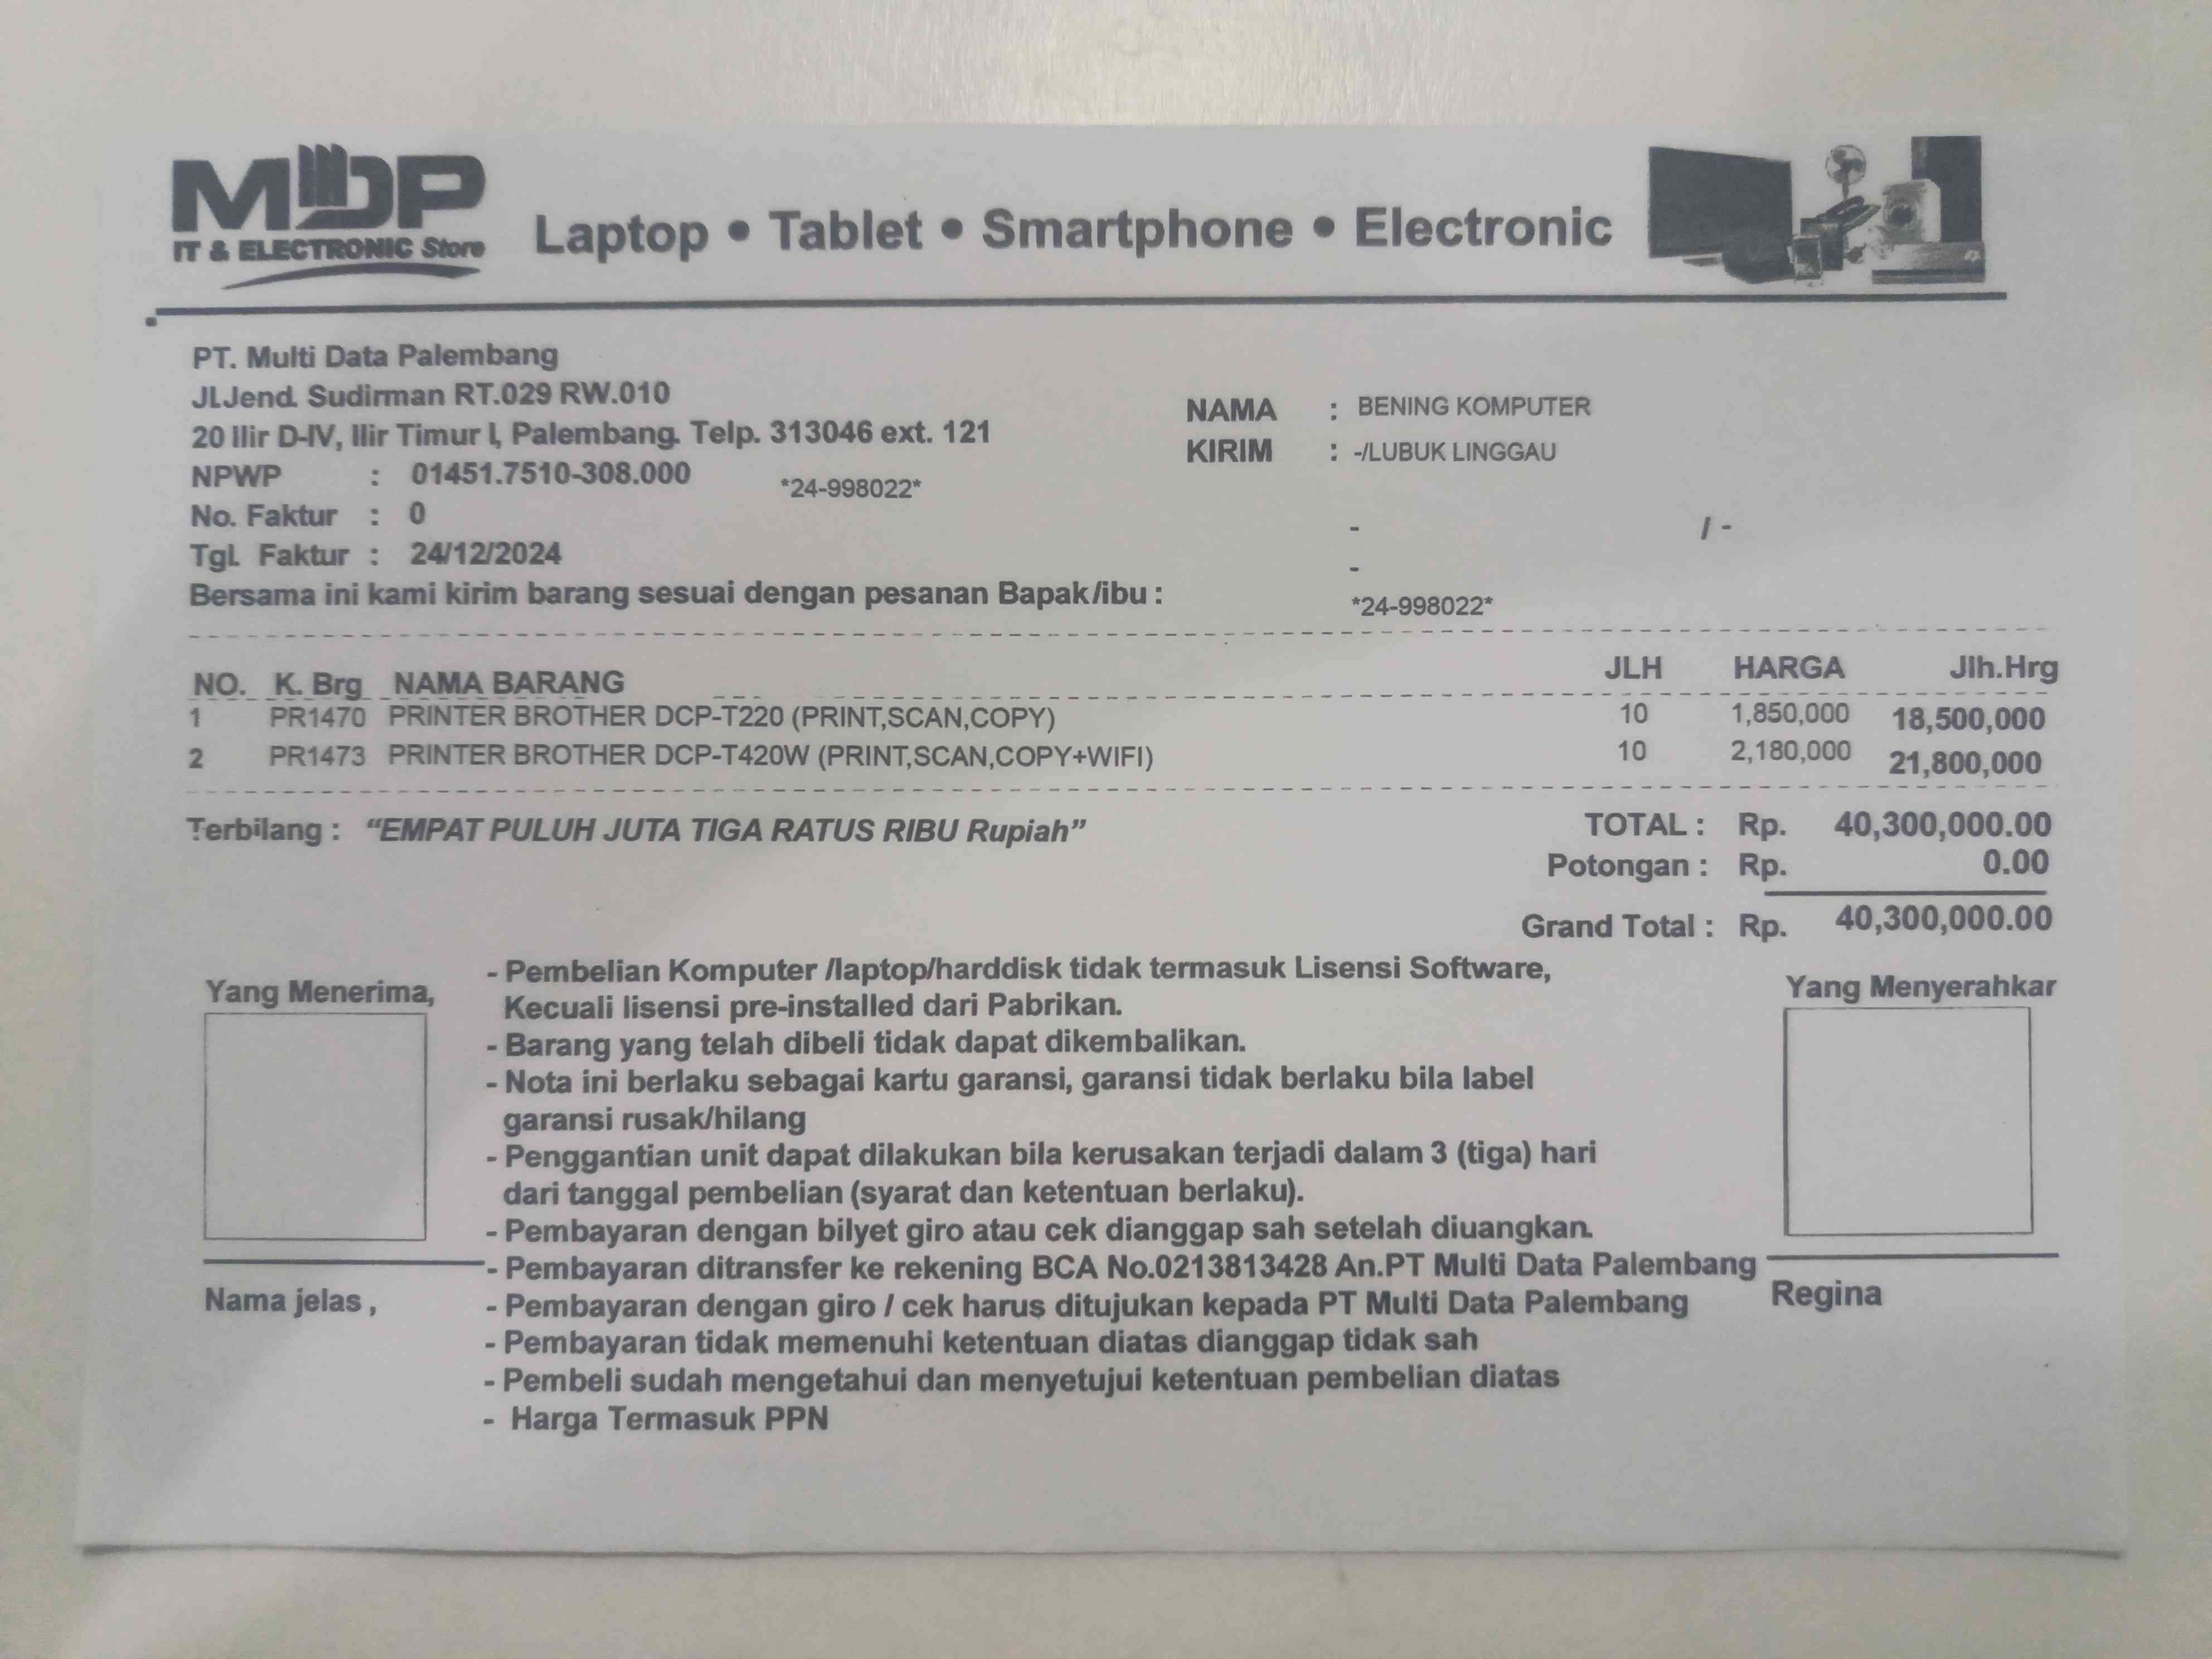 MDP
IT & ELECTRONIC Store
Laptop • Tablet • Smartphone • Electronic
PT. Multi Data Palembang
Jl.Jend. Sudirman RT.029 RW.010
20 Ilir D-IV, Ilir Timur I, Palembang. Telp. 313046 ext. 121
NPWP : 01451.7510-308.000 *24-998022*
No. Faktur : 0
Tgl. Faktur : 24/12/2024
Bersama ini kami kirim barang sesuai dengan pesanan Bapak/ibu :
NAMA : BENING KOMPUTER
KIRIM : -/LUBUK LINGGAU
- / -
-
*24-998022*
NO. K. Brg NAMA BARANG JLH HARGA Jlh.Hrg
1 PR1470 PRINTER BROTHER DCP-T220 (PRINT,SCAN,COPY) 10 1,850,000 18,500,000
2 PR1473 PRINTER BROTHER DCP-T420W (PRINT,SCAN,COPY+WIFI) 10 2,180,000 21,800,000
Terbilang : “EMPAT PULUH JUTA TIGA RATUS RIBU Rupiah”
TOTAL : Rp. 40,300,000.00
Potongan : Rp. 0.00
Grand Total : Rp. 40,300,000.00
Yang Menerima,
Nama jelas ,
- Pembelian Komputer /laptop/harddisk tidak termasuk Lisensi Software,
Kecuali lisensi pre-installed dari Pabrikan.
- Barang yang telah dibeli tidak dapat dikembalikan.
- Nota ini berlaku sebagai kartu garansi, garansi tidak berlaku bila label
garansi rusak/hilang
- Penggantian unit dapat dilakukan bila kerusakan terjadi dalam 3 (tiga) hari
dari tanggal pembelian (syarat dan ketentuan berlaku).
- Pembayaran dengan bilyet giro atau cek dianggap sah setelah diuangkan.
- Pembayaran ditransfer ke rekening BCA No.0213813428 An.PT Multi Data Palembang
- Pembayaran dengan giro / cek harus ditujukan kepada PT Multi Data Palembang
- Pembayaran tidak memenuhi ketentuan diatas dianggap tidak sah
- Pembeli sudah mengetahui dan menyetujui ketentuan pembelian diatas
- Harga Termasuk PPN
Yang Menyerahkar
Regina